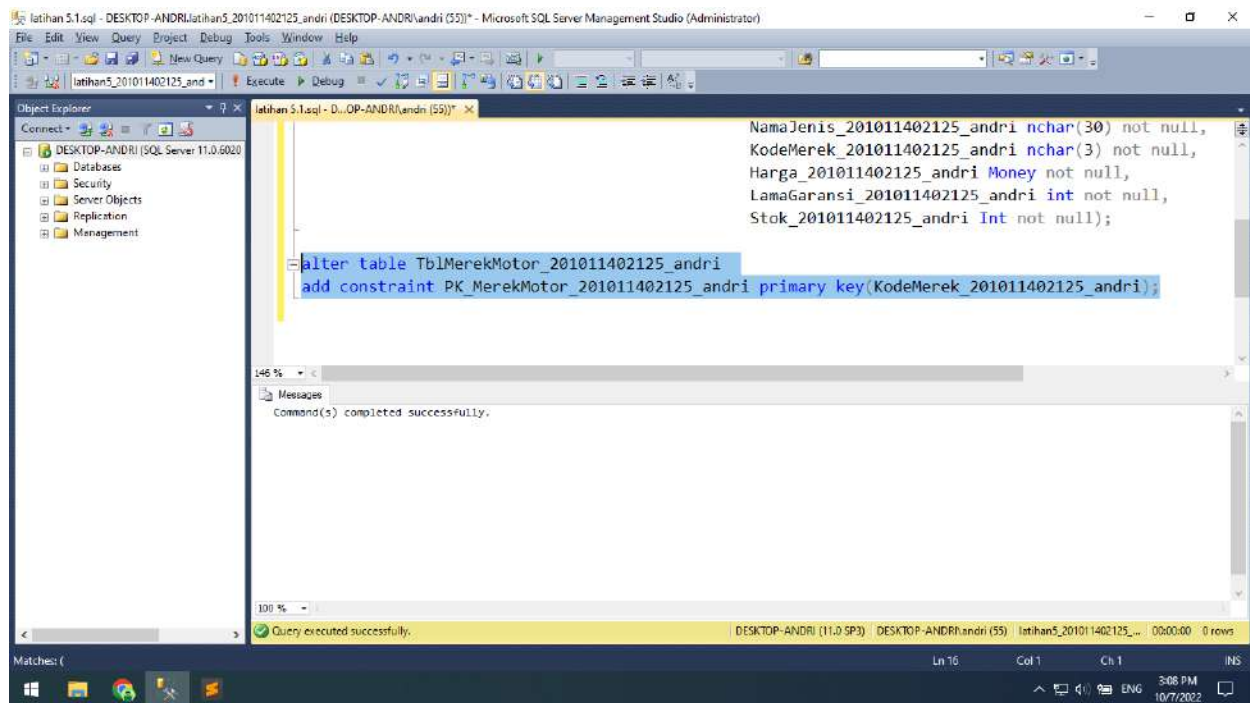 latihan 5.1.sql - DESKTOP-ANDRI.latihan5_201011402125_andri (DESKTOP-ANDRI\andri (55))* - Microsoft SQL Server Management Studio (Administrator)
File Edit View Query Project Debug Tools Window Help
New Query
latihan5_201011402125_and Execute Debug
Object Explorer
latihan 5.1.sql - D...OP-ANDRI\andri (55))*
Connect
DESKTOP-ANDRI (SQL Server 11.0.6020
Databases
Security
Server Objects
Replication
Management
NamaJenis_201011402125_andri nchar(30) not null,
KodeMerek_201011402125_andri nchar(3) not null,
Harga_201011402125_andri Money not null,
LamaGaransi_201011402125_andri int not null,
Stok_201011402125_andri Int not null);
alter table TblMerekMotor_201011402125_andri
add constraint PK_MerekMotor_201011402125_andri primary key(KodeMerek_201011402125_andri);
146 %
Messages
Command(s) completed successfully.
100 %
Query executed successfully.
DESKTOP-ANDRI (11.0 SP3) DESKTOP-ANDRI\andri (55) latihan5_201011402125_... 00:00:00 0 rows
Matches: (
Ln 16 Col 1 Ch 1 INS
ENG
3:08 PM
10/7/2022